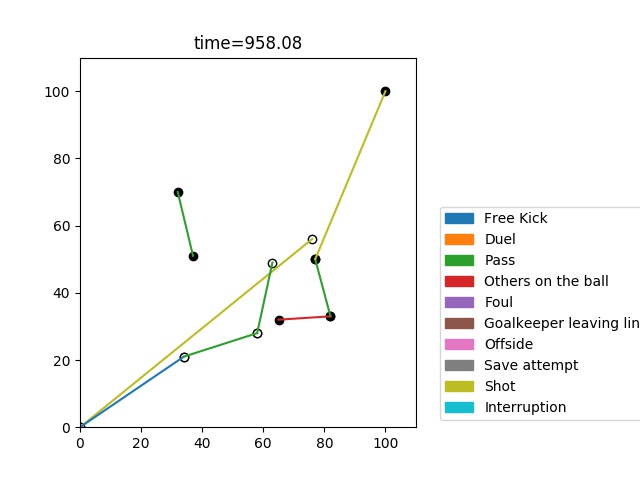 time=958.08
100
80
60
40
20
0
0 20 40 60 80 100
Free Kick
Duel
Pass
Others on the ball
Foul
Goalkeeper leaving lin
Offside
Save attempt
Shot
Interruption